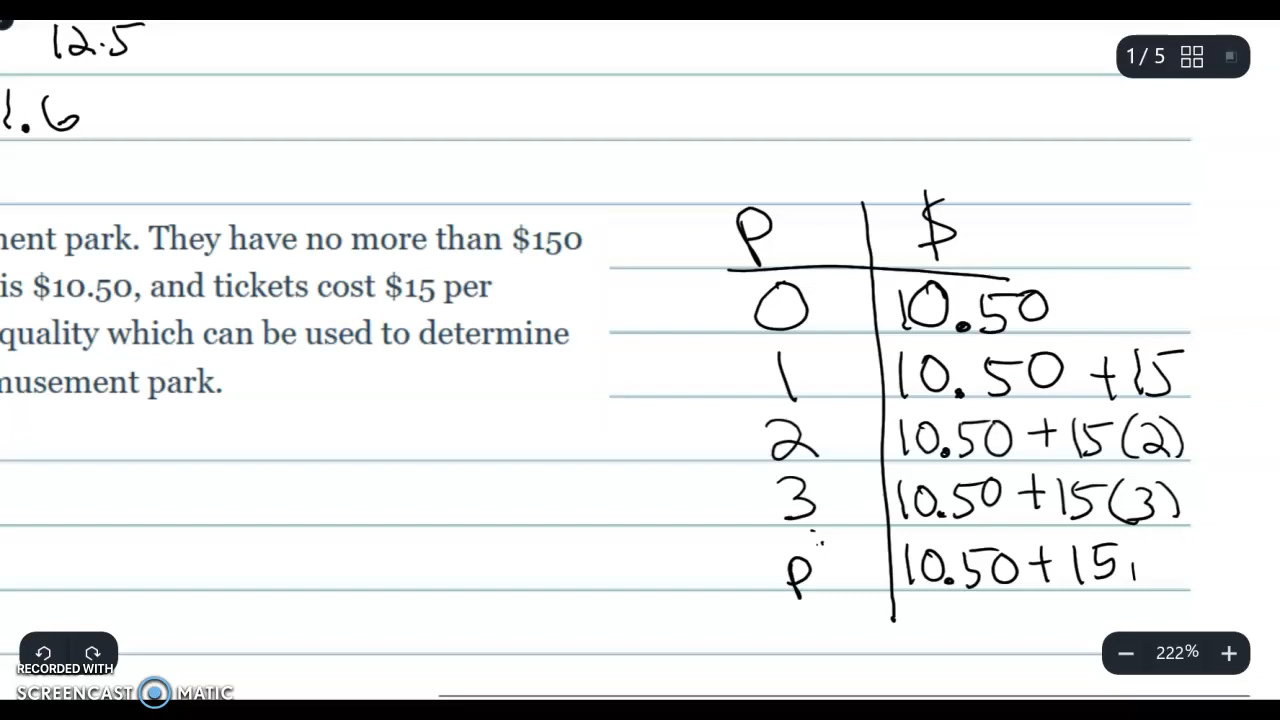 12.5
1/5
1.6
ment park. They have no more than $150
is $10.50, and tickets cost $15 per
quality which can be used to determine
musement park.
P $
0 10.50
1 10.50 +15
2 10.50 + 15(2)
3 10.50 + 15(3)
P 10.50 + 15
222%
RECORDED WITH
SCREENCAST MATIC